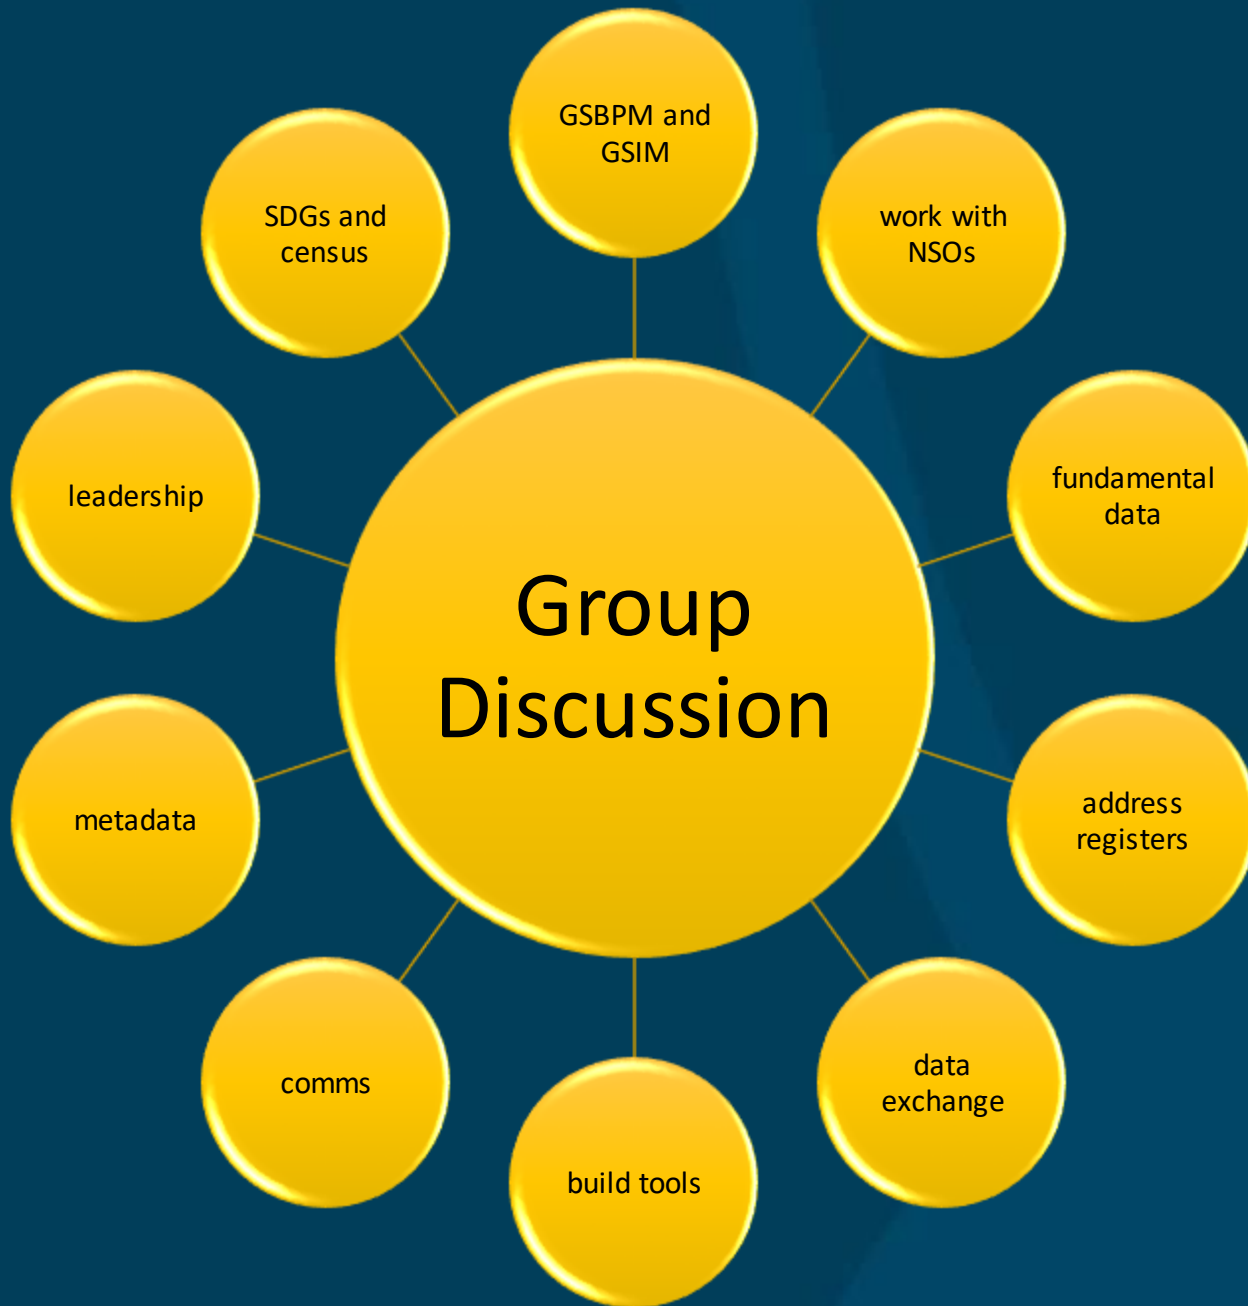 GSBPM and
GSIM
SDGs and
census
work with
NSOs
leadership
fundamental
data
Group
Discussion
metadata
address
registers
comms
data
exchange
build tools